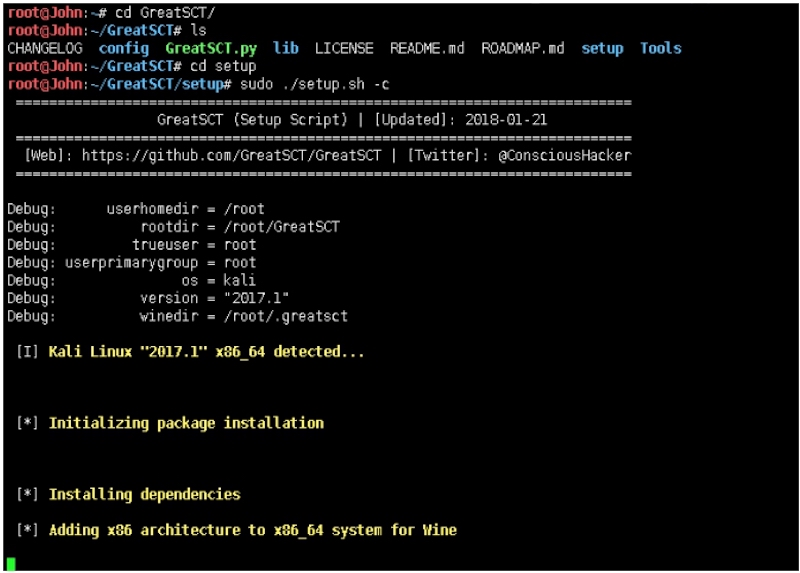 root@John:~# cd GreatSCT/
root@John:~/GreatSCT# ls
CHANGELOG config GreatSCT.py lib LICENSE README.md ROADMAP.md setup Tools
root@John:~/GreatSCT# cd setup
root@John:~/GreatSCT/setup# sudo ./setup.sh -c
==========================================================================
GreatSCT (Setup Script) | [Updated]: 2018-01-21
==========================================================================
[Web]: https://github.com/GreatSCT/GreatSCT | [Twitter]: @ConsciousHacker
==========================================================================
Debug: userhomedir = /root
Debug: rootdir = /root/GreatSCT
Debug: trueuser = root
Debug: userprimarygroup = root
Debug: os = kali
Debug: version = "2017.1"
Debug: winedir = /root/.greatsct
[I] Kali Linux "2017.1" x86_64 detected...
[*] Initializing package installation
[*] Installing dependencies
[*] Adding x86 architecture to x86_64 system for Wine